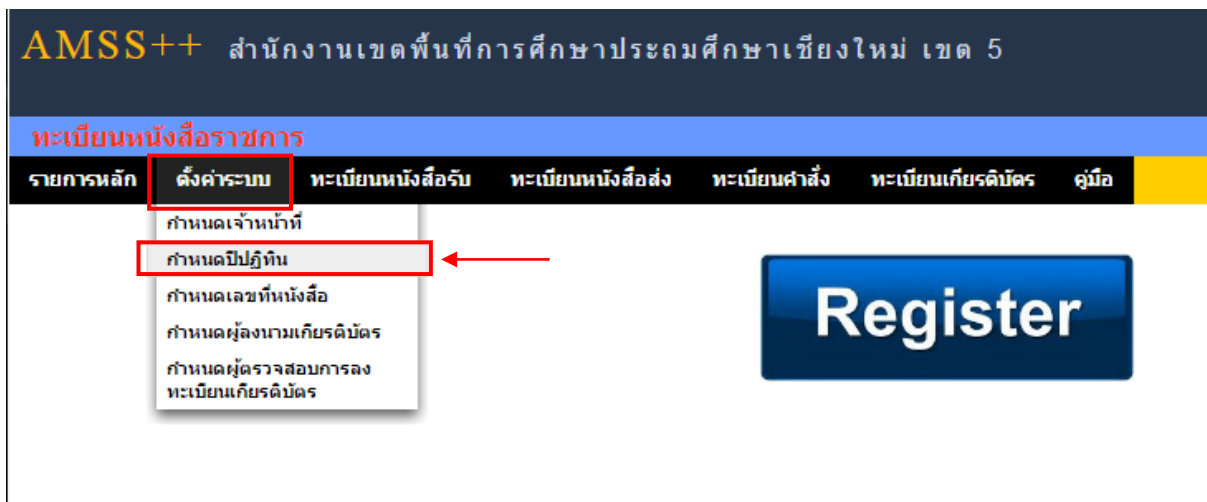 AMSS++ สำนักงานเขตพื้นที่การศึกษาประถมศึกษาเชียงใหม่ เขต 5
ทะเบียนหนังสือราชการ
รายการหลัก ตั้งค่าระบบ ทะเบียนหนังสือรับ ทะเบียนหนังสือส่ง ทะเบียนคำสั่ง ทะเบียนเกียรติบัตร คู่มือ
กำหนดเจ้าหน้าที่
กำหนดปีปฏิทิน
กำหนดเลขที่หนังสือ
กำหนดผู้ลงนามเกียรติบัตร
กำหนดผู้ตรวจสอบการลง
ทะเบียนเกียรติบัตร
Register